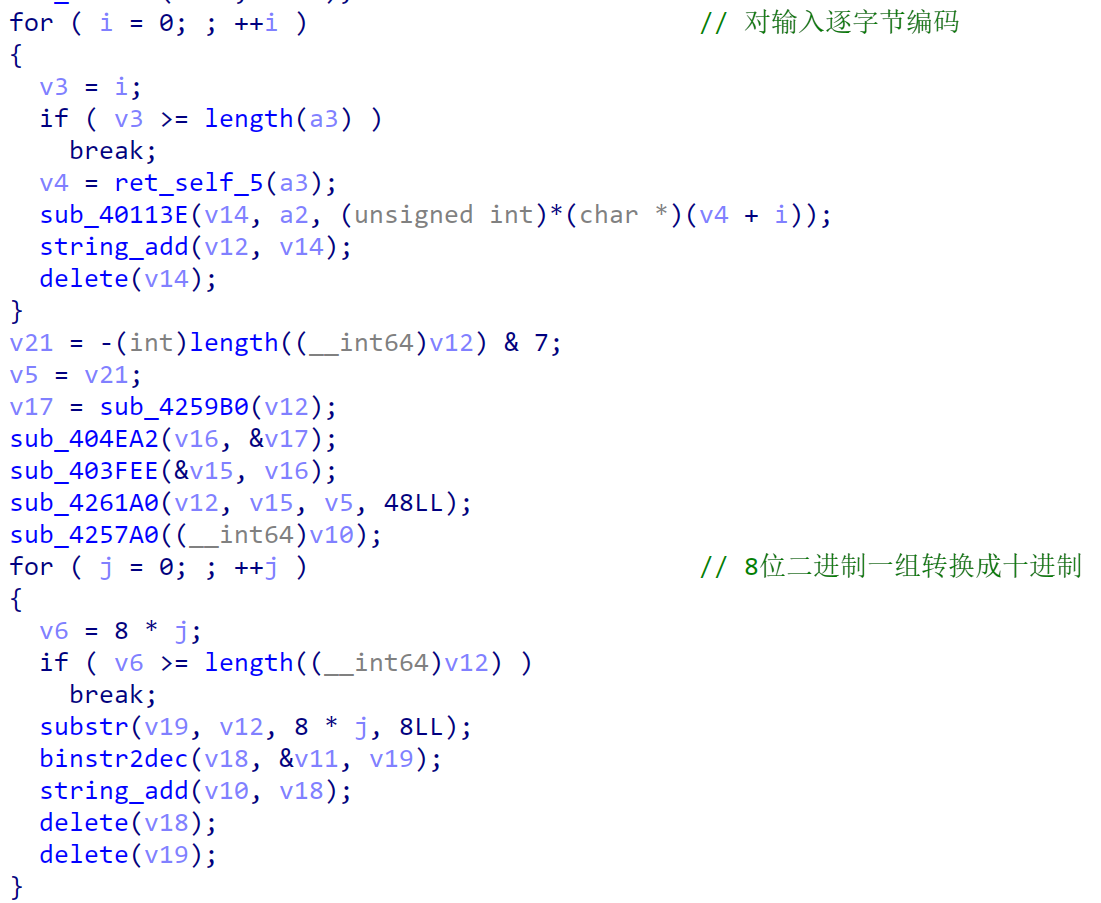 for ( i = 0; ; ++i ) // 对输入逐字节编码
{
v3 = i;
if ( v3 >= length(a3) )
break;
v4 = ret_self_5(a3);
sub_40113E(v14, a2, (unsigned int)*(char *)(v4 + i));
string_add(v12, v14);
delete(v14);
}
v21 = -(int)length((__int64)v12) & 7;
v5 = v21;
v17 = sub_4259B0(v12);
sub_404EA2(v16, &v17);
sub_403FEE(&v15, v16);
sub_4261A0(v12, v15, v5, 48LL);
sub_4257A0((__int64)v10);
for ( j = 0; ; ++j ) // 8位二进制一组转换成十进制
{
v6 = 8 * j;
if ( v6 >= length((__int64)v12) )
break;
substr(v19, v12, 8 * j, 8LL);
binstr2dec(v18, &v11, v19);
string_add(v10, v18);
delete(v18);
delete(v19);
}